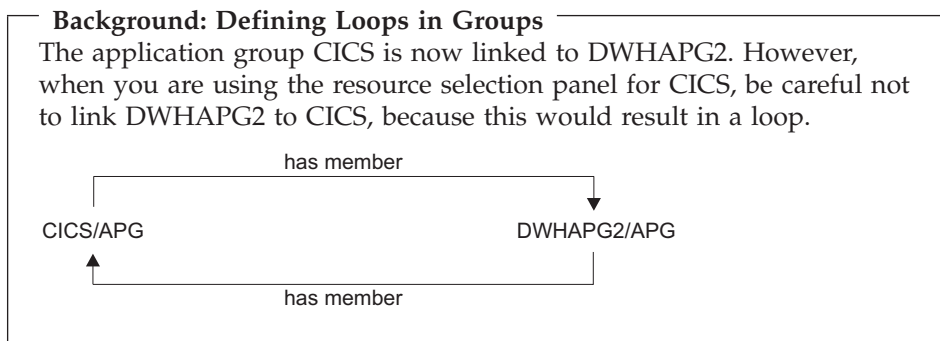 Background: Defining Loops in Groups
The application group CICS is now linked to DWHAPG2. However,
when you are using the resource selection panel for CICS, be careful not
to link DWHAPG2 to CICS, because this would result in a loop.
has member
CICS/APG DWHAPG2/APG
has member